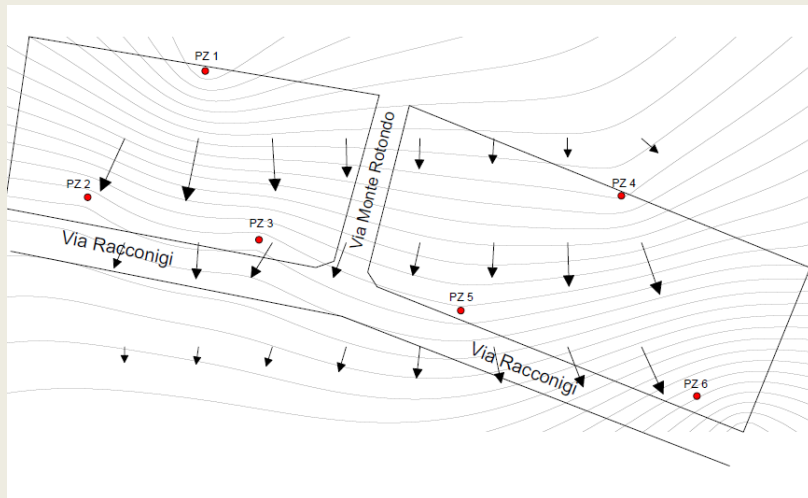 PZ 1
Via Monte Rotondo
PZ 2
PZ 4
PZ 3
Via Racconigi
PZ 5
Via Racconigi
PZ 6